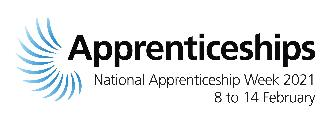 Apprenticeships
National Apprenticeship Week 2021
8 to 14 February